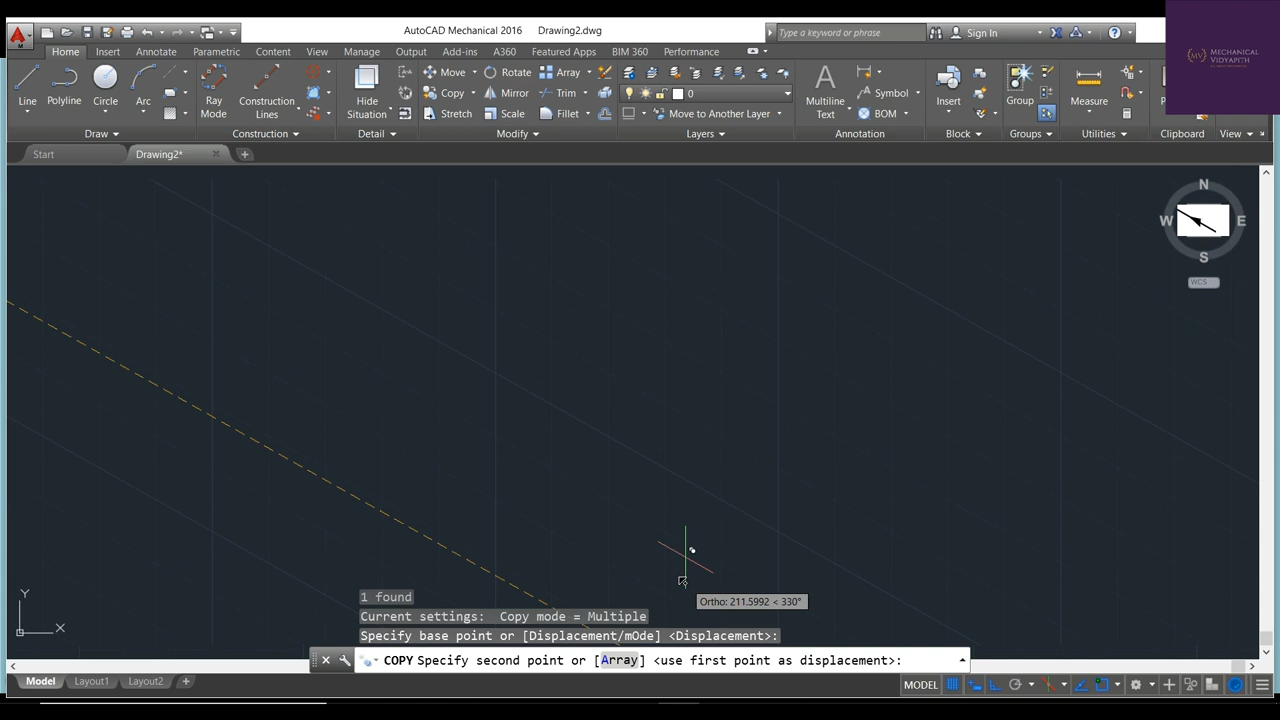 AutoCAD Mechanical 2016 Drawing2.dwg
Type a keyword or phrase
Sign In
MECHANICAL
VIDYAPITH
Home Insert Annotate Parametric Content View Manage Output Add-ins A360 Featured Apps BIM 360 Performance
Line Polyline Circle Arc
Ray
Mode
Construction
Lines
Hide
Situation
Move Rotate Array
Copy Mirror Trim
Stretch Scale Fillet
0
Move to Another Layer
Multiline
Text
Symbol
BOM
Insert
Group
Measure
Draw Construction Detail Modify Layers Annotation Block Groups Utilities Clipboard View
Start Drawing2*
N
W E
S
WCS
Ortho: 211.5992 < 330°
Y
X
1 found
Current settings: Copy mode = Multiple
Specify base point or [Displacement/mOde] <Displacement>:
COPY Specify second point or [Array] <use first point as displacement>:
Model Layout1 Layout2
MODEL